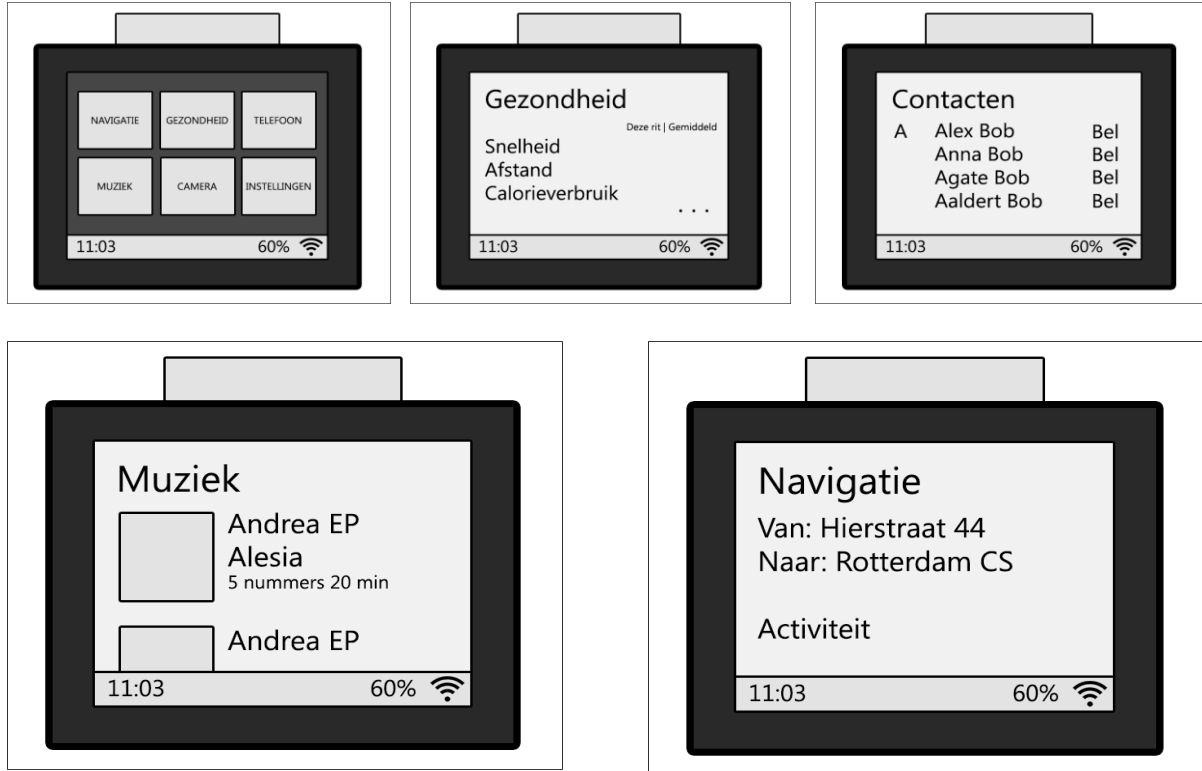 NAVIGATIE GEZONDHEID TELEFOON
MUZIEK CAMERA INSTELLINGEN
11:03 60%
Gezondheid
Deze rit | Gemiddeld
Snelheid
Afstand
Calorieverbruik
. . .
11:03 60%
Contacten
A Alex Bob Bel
Anna Bob Bel
Agate Bob Bel
Aaldert Bob Bel
11:03 60%
Muziek
Andrea EP
Alesia
5 nummers 20 min
Andrea EP
11:03 60%
Navigatie
Van: Hierstraat 44
Naar: Rotterdam CS
Activiteit
11:03 60%